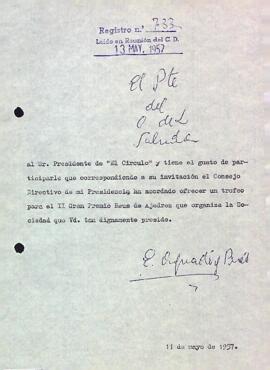 Registro n.º 733
Leído en Reunión del C.D.
13 MAY. 1957
El Pte
del
C de L
Saluda
al Sr. Presidente de "El Círculo" y tiene el gusto de par-
ticiparle que correspondiendo a su invitación el Consejo
Directivo de mi Presidencia ha acordado ofrecer un trofeo
para el II Gran Premio Reus de Ajedrez que organiza la So-
ciedad que Vd. tan dignamente preside.
E.
11 de mayo de 1957.